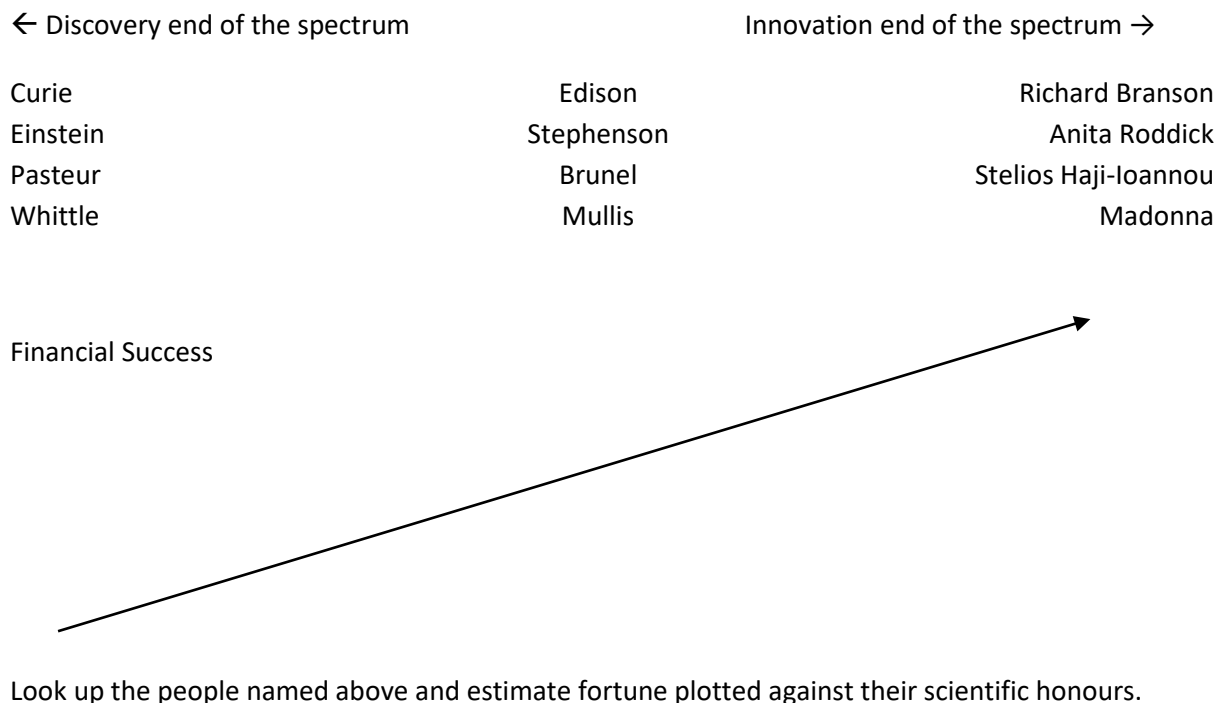 ← Discovery end of the spectrum Innovation end of the spectrum →
Curie Edison Richard Branson
Einstein Stephenson Anita Roddick
Pasteur Brunel Stelios Haji-Ioannou
Whittle Mullis Madonna
Financial Success
Look up the people named above and estimate fortune plotted against their scientific honours.